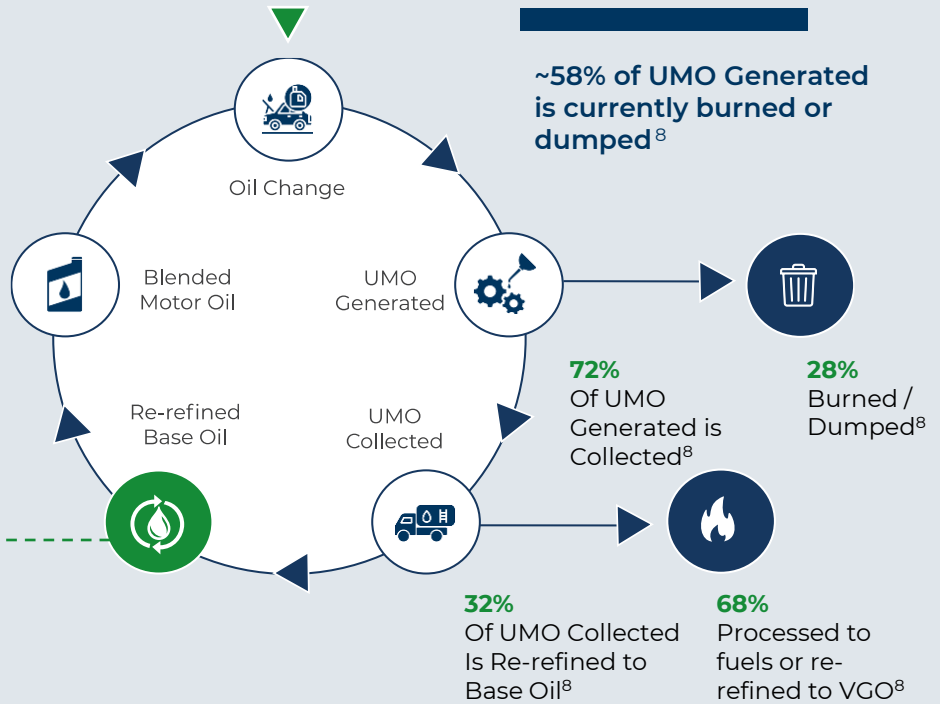 ~58% of UMO Generated
is currently burned or
dumped⁸
Oil Change
Blended
Motor Oil
UMO
Generated
72%
Of UMO
Generated is
Collected⁸
28%
Burned /
Dumped⁸
Re-refined
Base Oil
UMO
Collected
32%
Of UMO Collected
Is Re-refined to
Base Oil⁸
68%
Processed to
fuels or re-
refined to VGO⁸